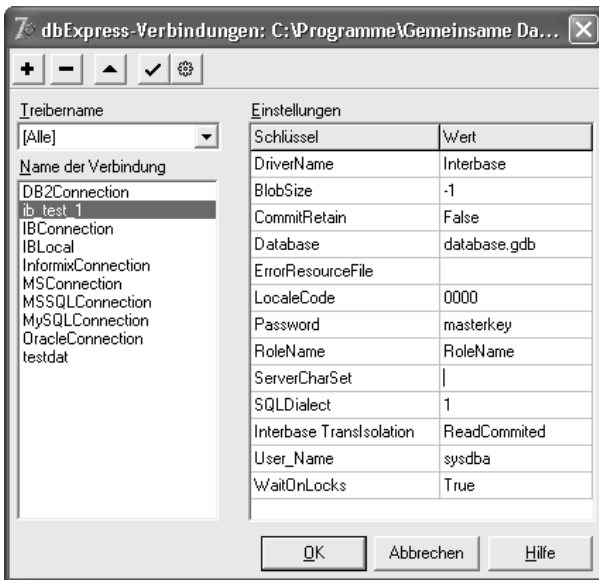 7 dbExpress-Verbindungen: C:\Programme\Gemeinsame Da...
Treibername
[Alle]
Name der Verbindung
DB2Connection
ib_test_1
IBConnection
IBLocal
InformixConnection
MSConnection
MSSQLConnection
MySQLConnection
OracleConnection
testdat
Einstellungen
Schlüssel Wert
DriverName Interbase
BlobSize -1
CommitRetain False
Database database.gdb
ErrorResourceFile
LocaleCode 0000
Password masterkey
RoleName RoleName
ServerCharSet
SQLDialect 1
Interbase TransIsolation ReadCommited
User_Name sysdba
WaitOnLocks True
OK Abbrechen Hilfe